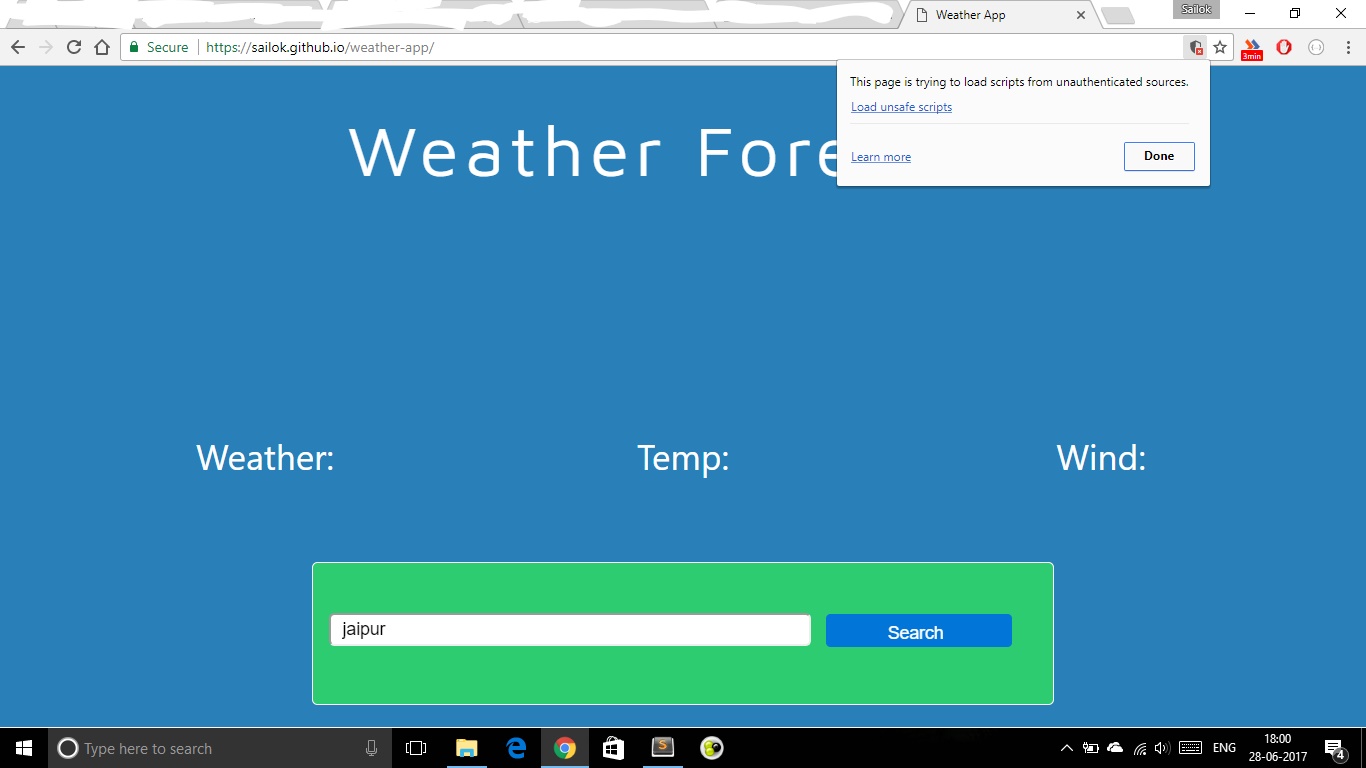 Weather App
Sailok
Secure
https://sailok.github.io/weather-app/
3min
This page is trying to load scripts from unauthenticated sources.
Load unsafe scripts
Learn more
Done
Weather Fore
Weather:
Temp:
Wind:
jaipur
Search
Type here to search
ENG
18:00
28-06-2017
4